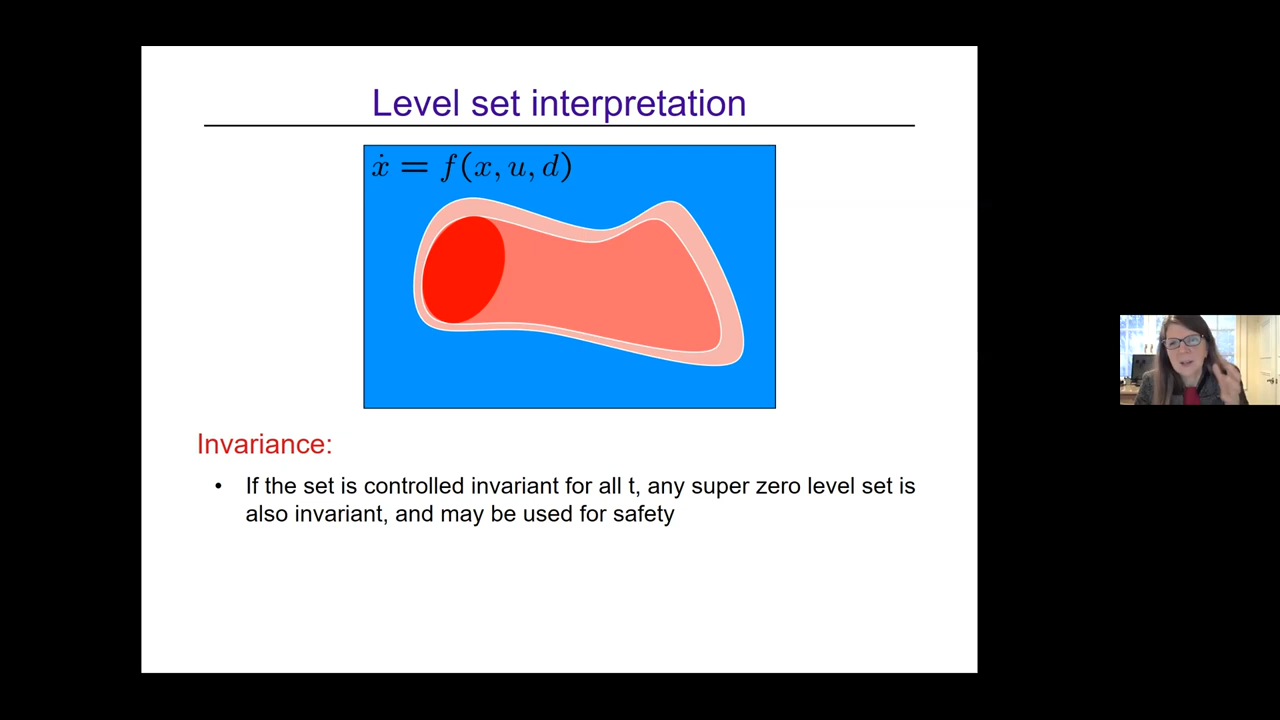 Level set interpretation
ẋ = f(x, u, d)
Invariance:
• If the set is controlled invariant for all t, any super zero level set is
also invariant, and may be used for safety